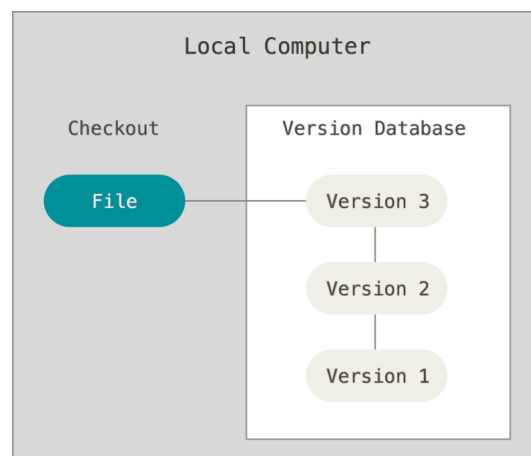 Local Computer
Checkout
Version Database
File
Version 3
Version 2
Version 1